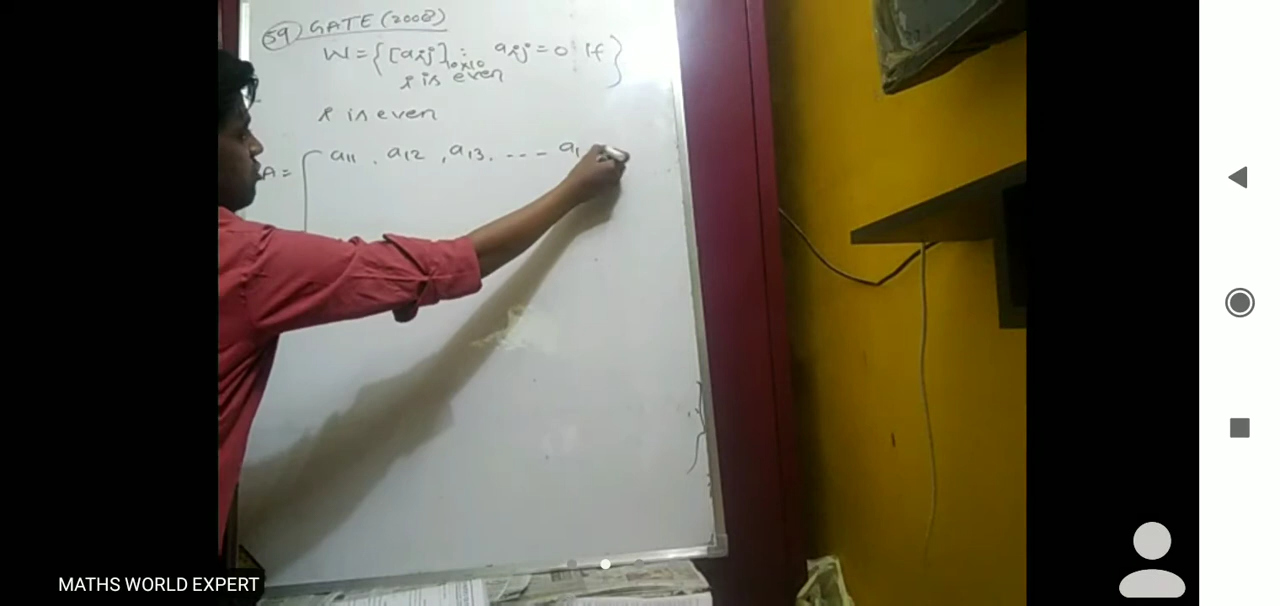 59) GATE (2008)
W = { [aij]10x10 : aij = 0 if }
i is even
i is even
A = [ a11 , a12 , a13 , --- a1
MATHS WORLD EXPERT